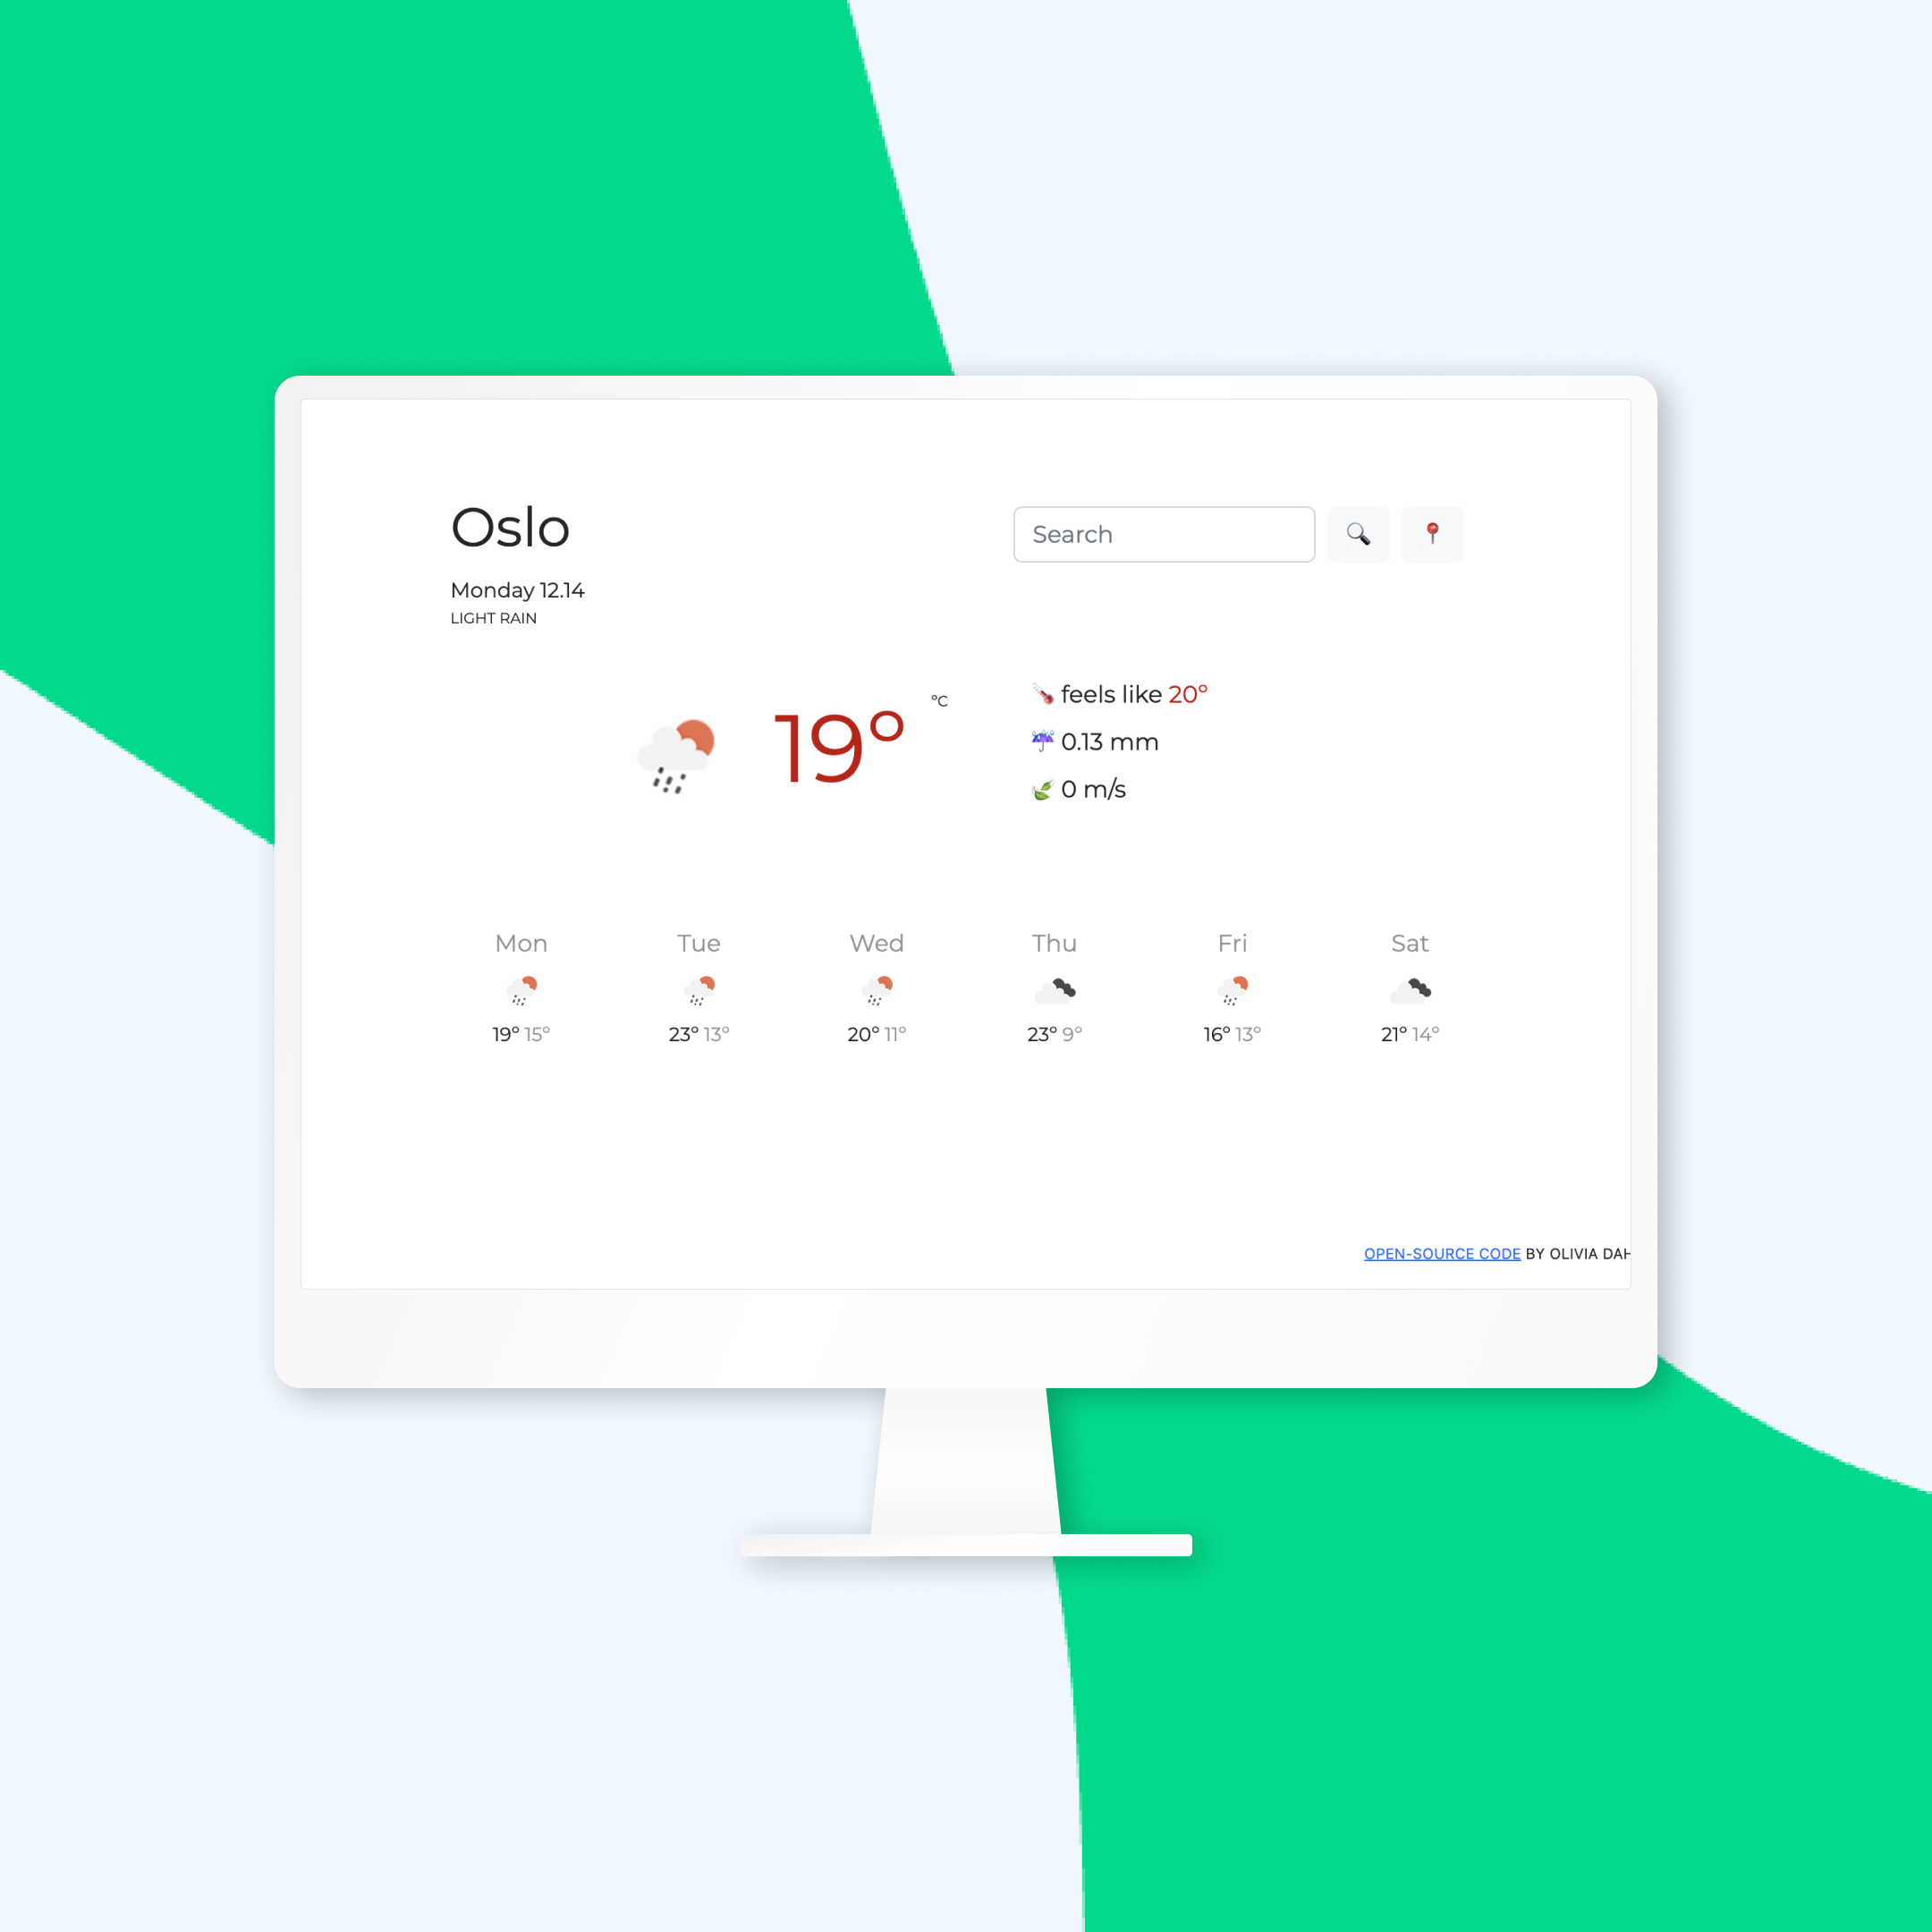 Oslo
Search
Monday 12.14
LIGHT RAIN
19°
°C
feels like 20°
0.13 mm
0 m/s
Mon Tue Wed Thu Fri Sat
19° 15° 23° 13° 20° 11° 23° 9° 16° 13° 21° 14°
OPEN-SOURCE CODE BY OLIVIA DAH